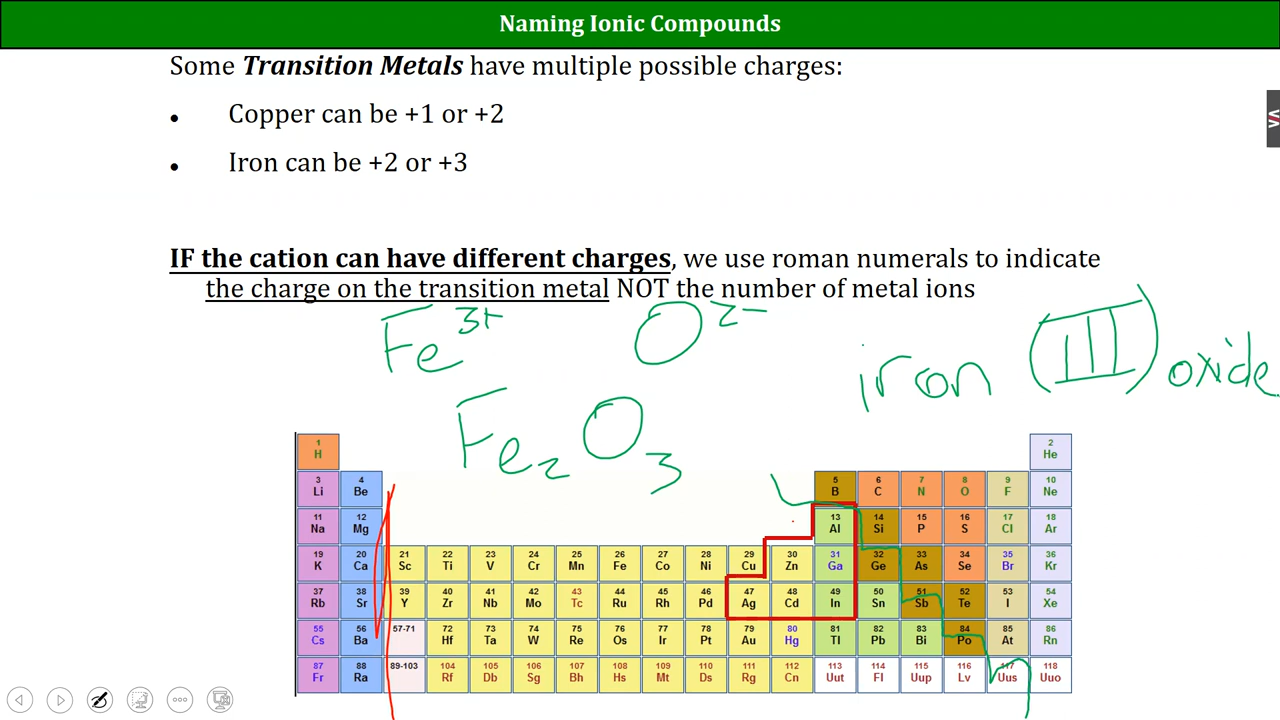 Naming Ionic Compounds
Some Transition Metals have multiple possible charges:
• Copper can be +1 or +2
• Iron can be +2 or +3
IF the cation can have different charges, we use roman numerals to indicate
the charge on the transition metal NOT the number of metal ions
Fe³⁺ O²⁻ iron (III) oxide
Fe₂O₃
1 2
H He
3 4 5 6 7 8 9 10
Li Be B C N O F Ne
11 12 13 14 15 16 17 18
Na Mg Al Si P S Cl Ar
19 20 21 22 23 24 25 26 27 28 29 30 31 32 33 34 35 36
K Ca Sc Ti V Cr Mn Fe Co Ni Cu Zn Ga Ge As Se Br Kr
37 38 39 40 41 42 43 44 45 46 47 48 49 50 51 52 53 54
Rb Sr Y Zr Nb Mo Tc Ru Rh Pd Ag Cd In Sn Sb Te I Xe
55 56 57-71 72 73 74 75 76 77 78 79 80 81 82 83 84 85 86
Cs Ba Hf Ta W Re Os Ir Pt Au Hg Tl Pb Bi Po At Rn
87 88 89-103 104 105 106 107 108 109 110 111 112 113 114 115 116 117 118
Fr Ra Rf Db Sg Bh Hs Mt Ds Rg Cn Uut Fl Uup Lv Uus Uuo